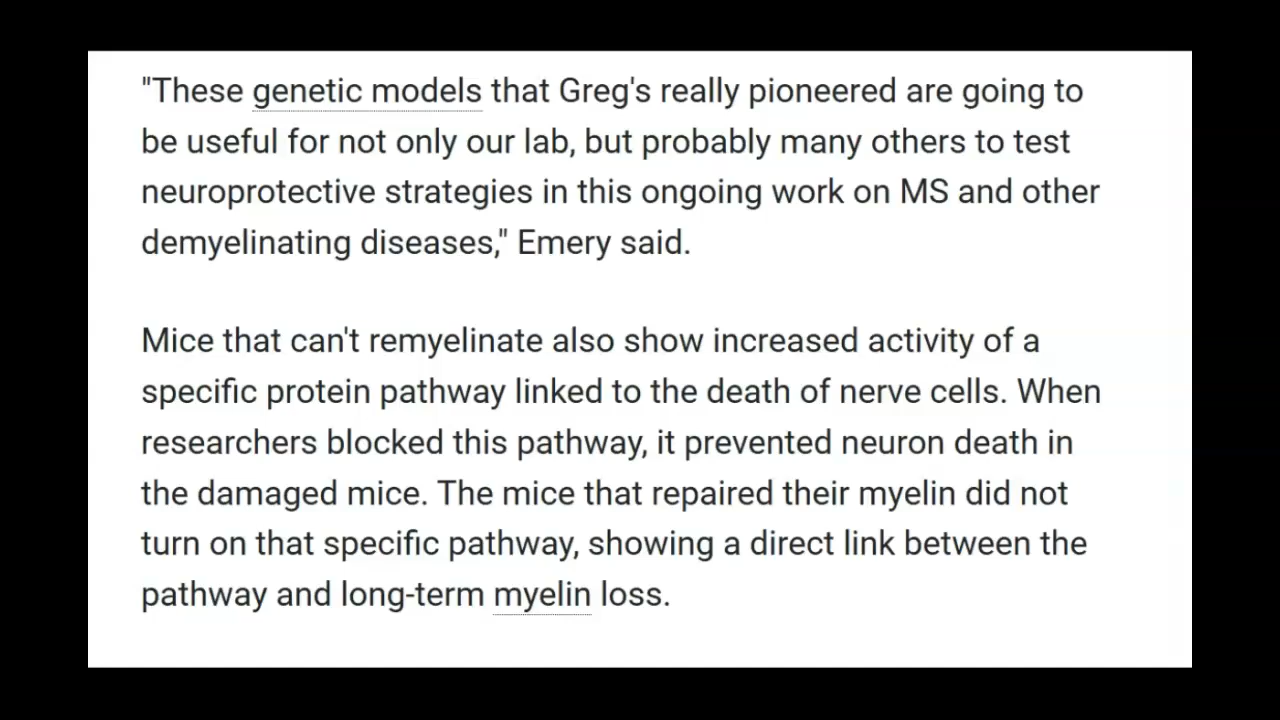 "These genetic models that Greg's really pioneered are going to
be useful for not only our lab, but probably many others to test
neuroprotective strategies in this ongoing work on MS and other
demyelinating diseases," Emery said.
Mice that can't remyelinate also show increased activity of a
specific protein pathway linked to the death of nerve cells. When
researchers blocked this pathway, it prevented neuron death in
the damaged mice. The mice that repaired their myelin did not
turn on that specific pathway, showing a direct link between the
pathway and long-term myelin loss.